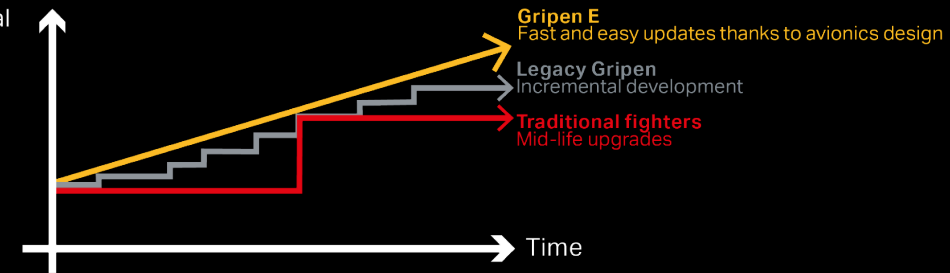 Gripen E
Fast and easy updates thanks to avionics design
Legacy Gripen
Incremental development
Traditional fighters
Mid-life upgrades
Time